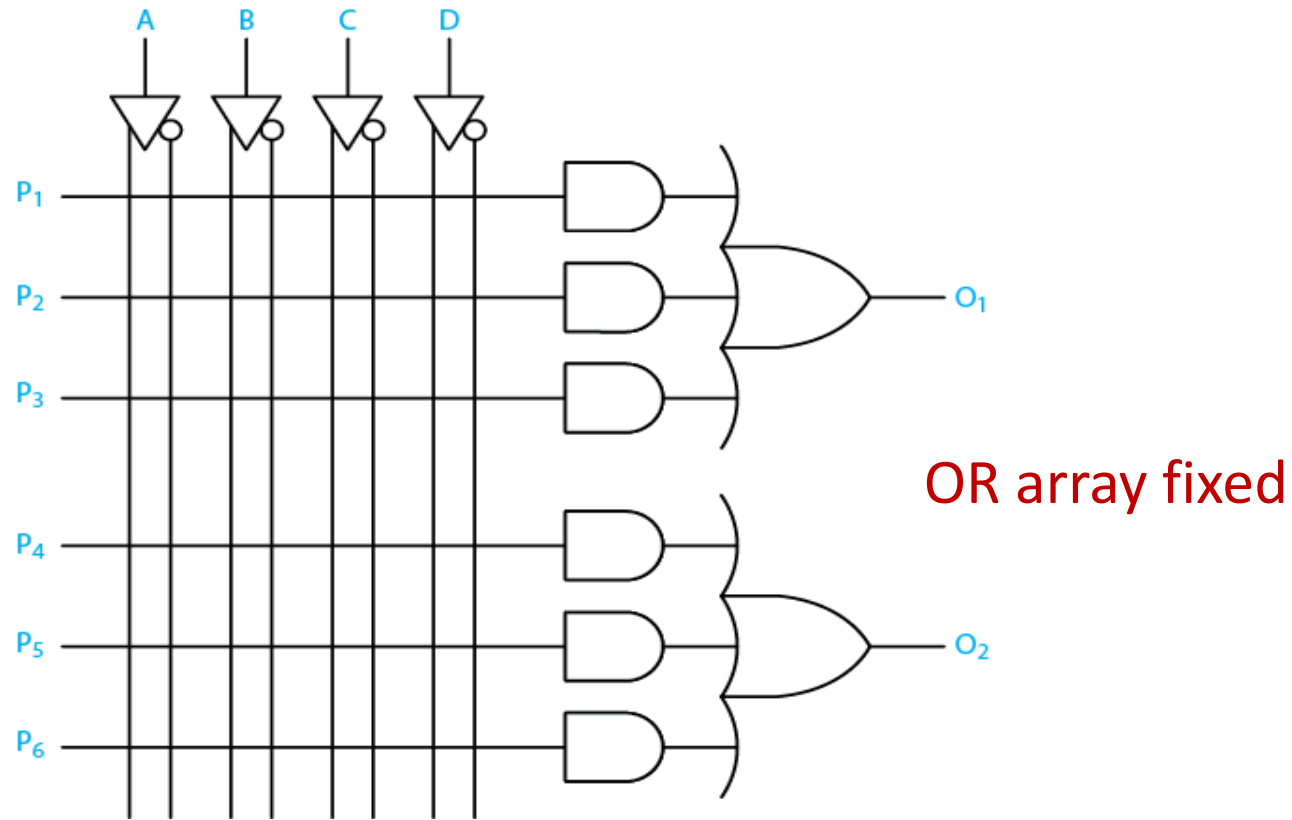 A B C D
P₁
P₂
O₁
P₃
OR array fixed
P₄
P₅
O₂
P₆